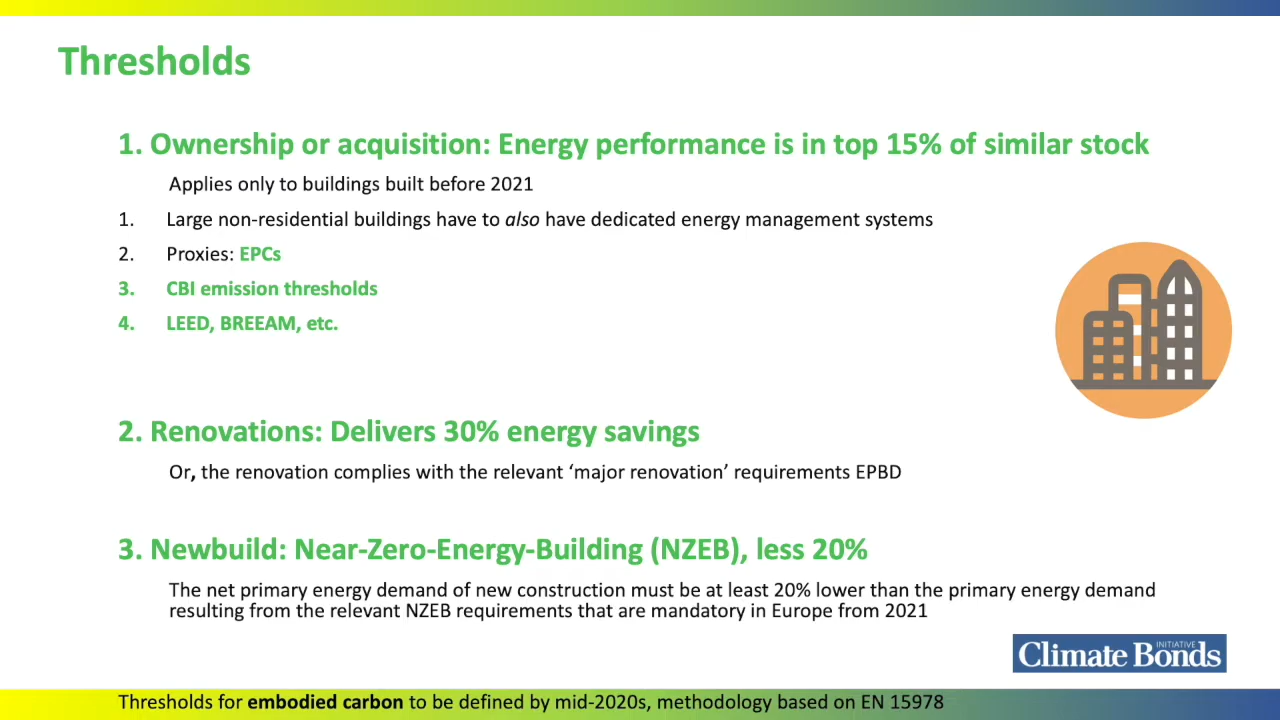 Thresholds
1. Ownership or acquisition: Energy performance is in top 15% of similar stock
Applies only to buildings built before 2021
1. Large non-residential buildings have to also have dedicated energy management systems
2. Proxies: EPCs
3. CBI emission thresholds
4. LEED, BREEAM, etc.
2. Renovations: Delivers 30% energy savings
Or, the renovation complies with the relevant ‘major renovation’ requirements EPBD
3. Newbuild: Near-Zero-Energy-Building (NZEB), less 20%
The net primary energy demand of new construction must be at least 20% lower than the primary energy demand
resulting from the relevant NZEB requirements that are mandatory in Europe from 2021
Climate Bonds INITIATIVE
Thresholds for embodied carbon to be defined by mid-2020s, methodology based on EN 15978